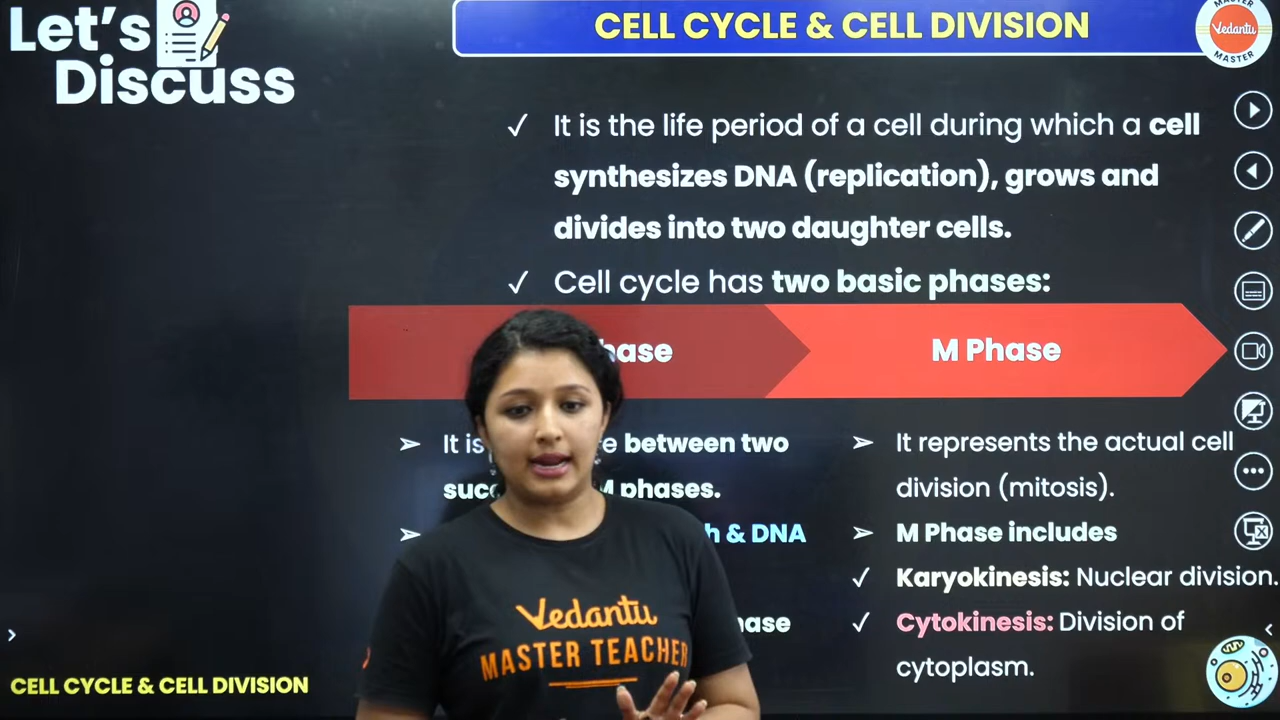 Let's
Discuss
CELL CYCLE & CELL DIVISION
MASTER
Vedantu
MASTER
✓ It is the life period of a cell during which a cell
synthesizes DNA (replication), grows and
divides into two daughter cells.
✓ Cell cycle has two basic phases:
hase
M Phase
➢ It is
between two
M phases.
➢ & DNA
hase
➢ It represents the actual cell
division (mitosis).
➢ M Phase includes
✓ Karyokinesis: Nuclear division.
✓ Cytokinesis: Division of
cytoplasm.
Vedantu
MASTER TEACHER
CELL CYCLE & CELL DIVISION